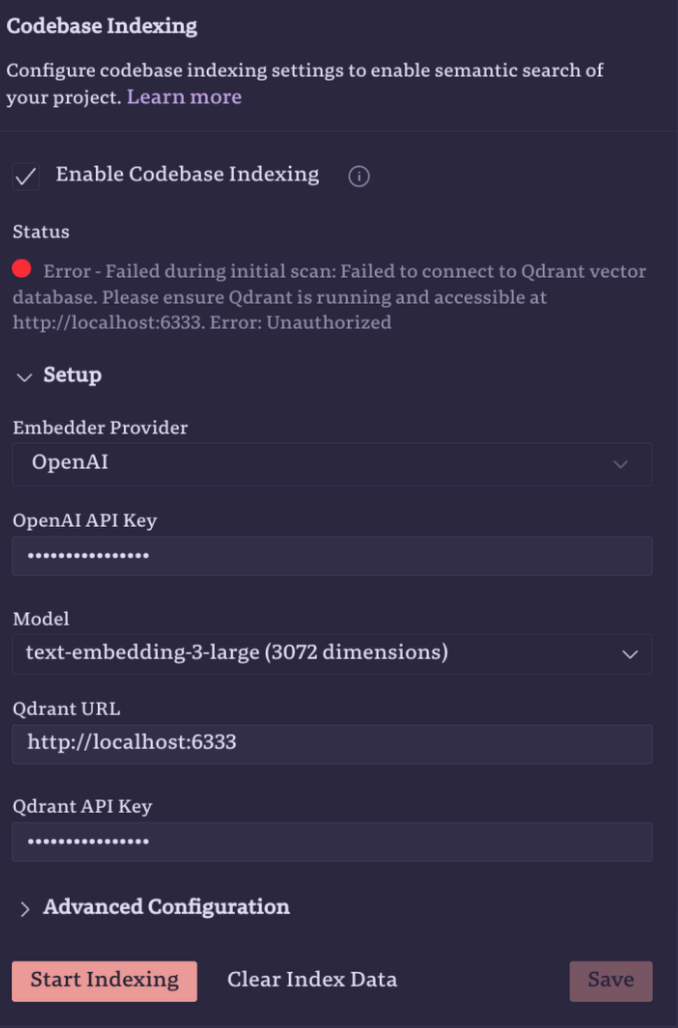 Codebase Indexing
Configure codebase indexing settings to enable semantic search of
your project. Learn more
Enable Codebase Indexing
Status
Error - Failed during initial scan: Failed to connect to Qdrant vector
database. Please ensure Qdrant is running and accessible at
http://localhost:6333. Error: Unauthorized
Setup
Embedder Provider
OpenAI
OpenAI API Key
••••••••••••••••
Model
text-embedding-3-large (3072 dimensions)
Qdrant URL
http://localhost:6333
Qdrant API Key
••••••••••••••••
Advanced Configuration
Start Indexing Clear Index Data Save